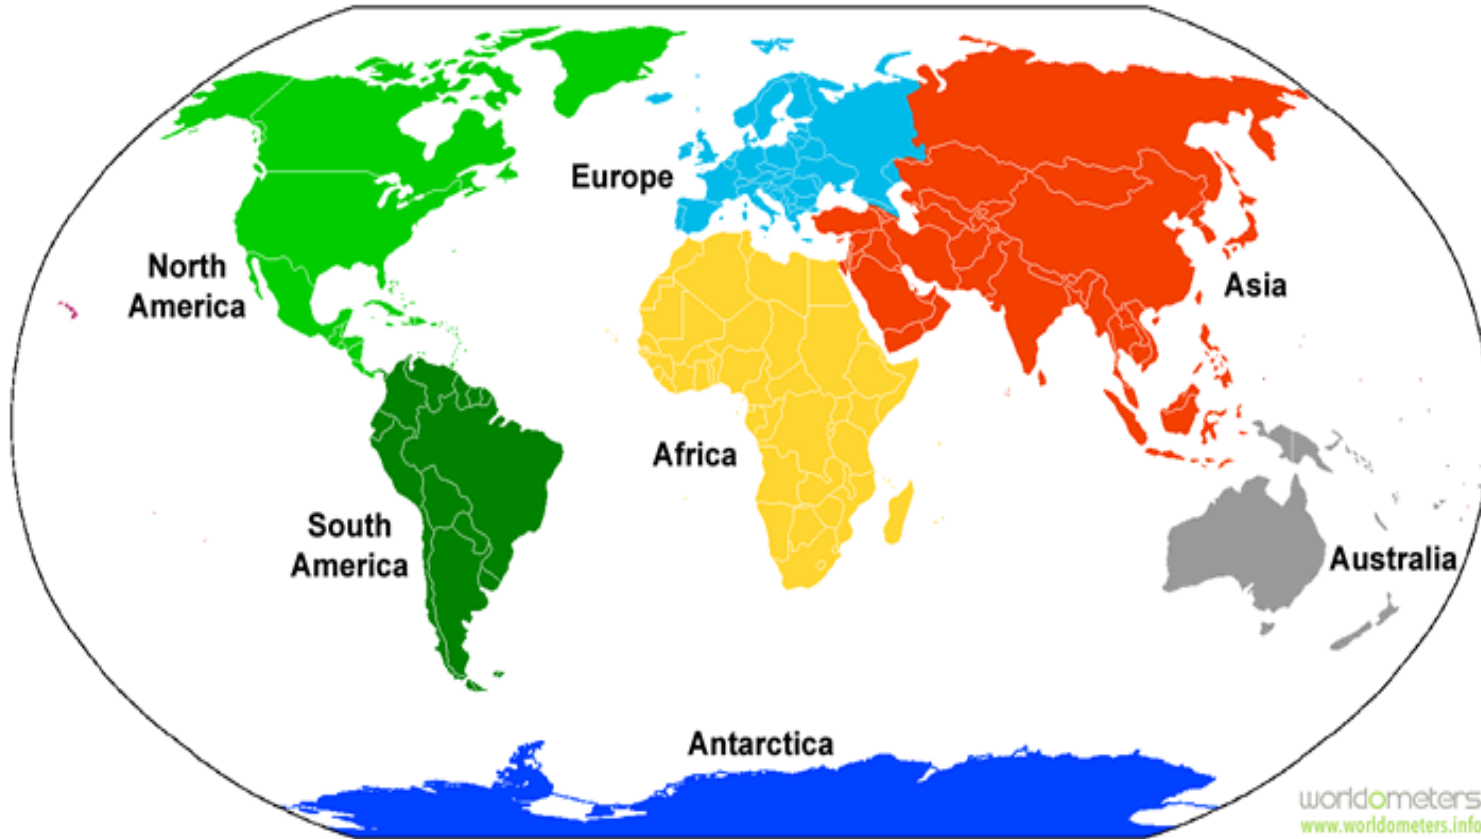 Europe
North
America
Asia
Africa
South
America
Australia
Antarctica
worldometers
www.worldometers.info